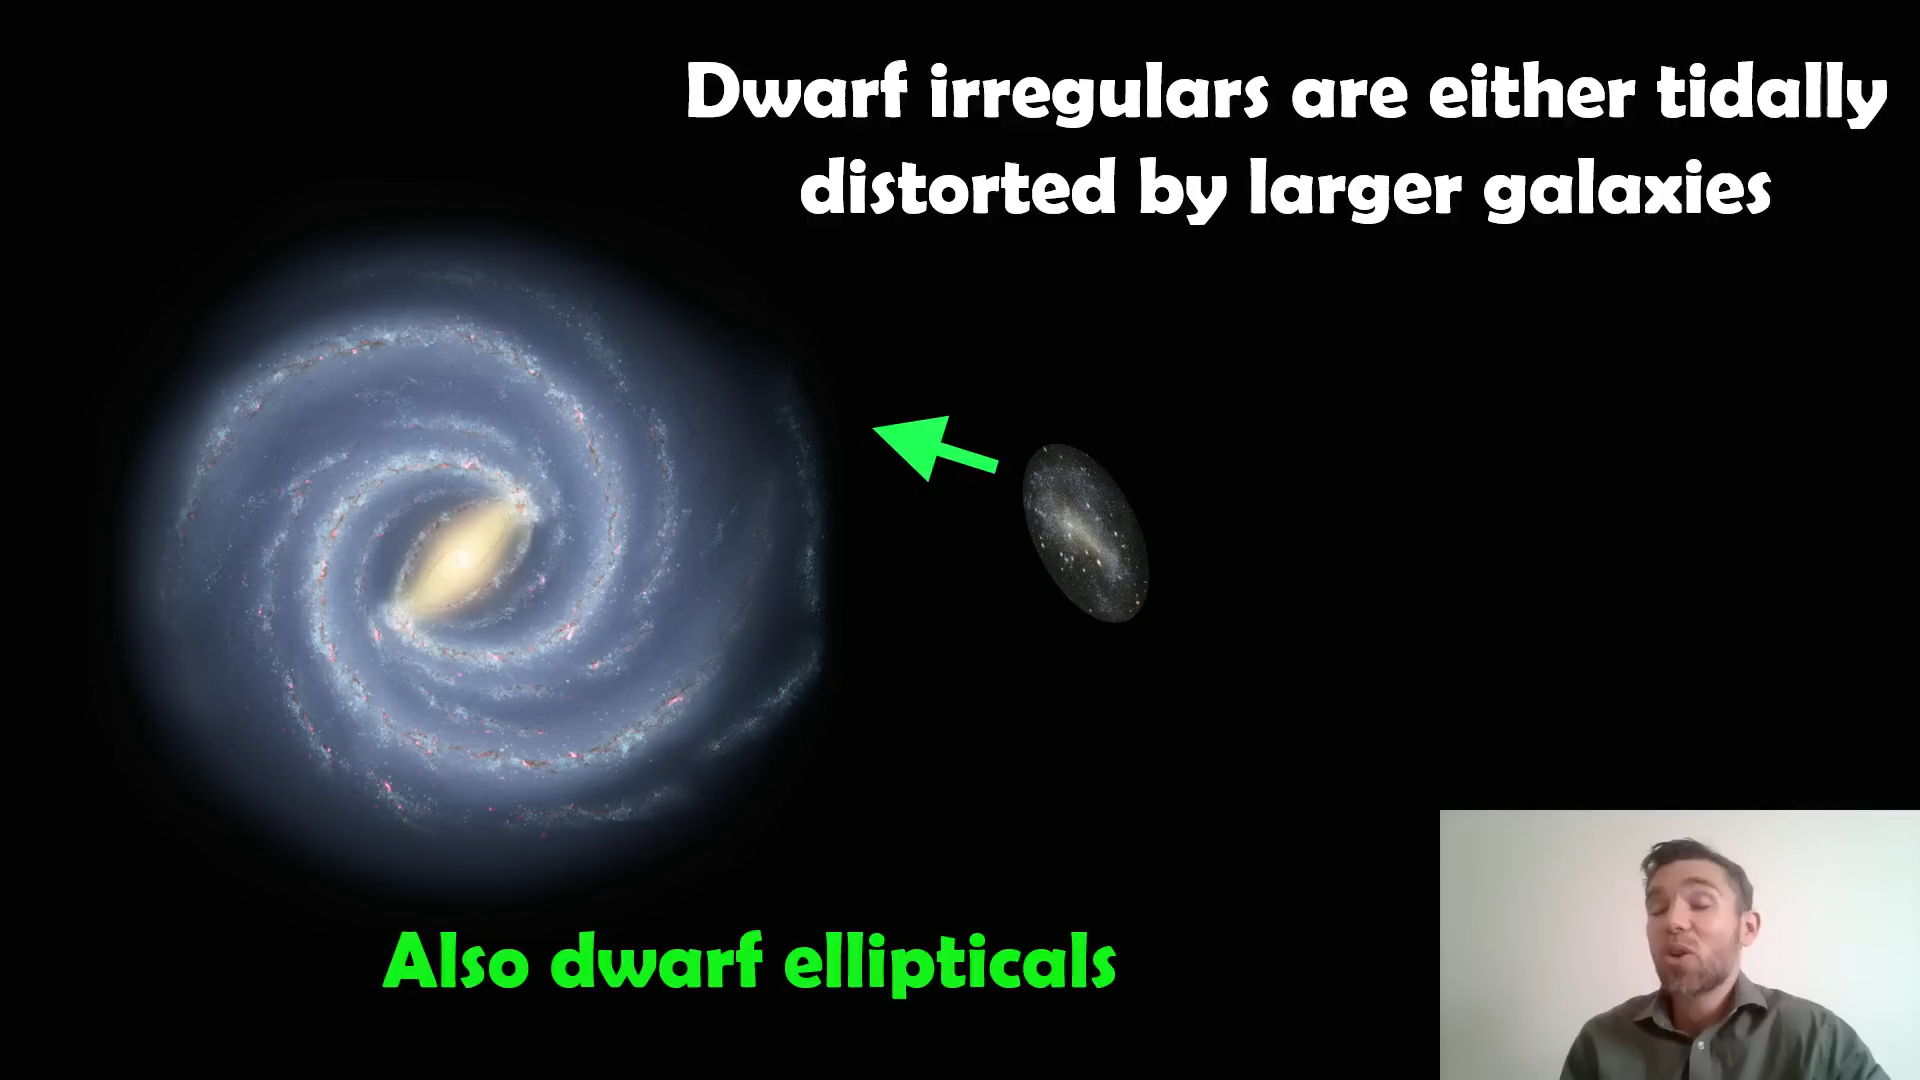 Dwarf irregulars are either tidally
distorted by larger galaxies
Also dwarf ellipticals